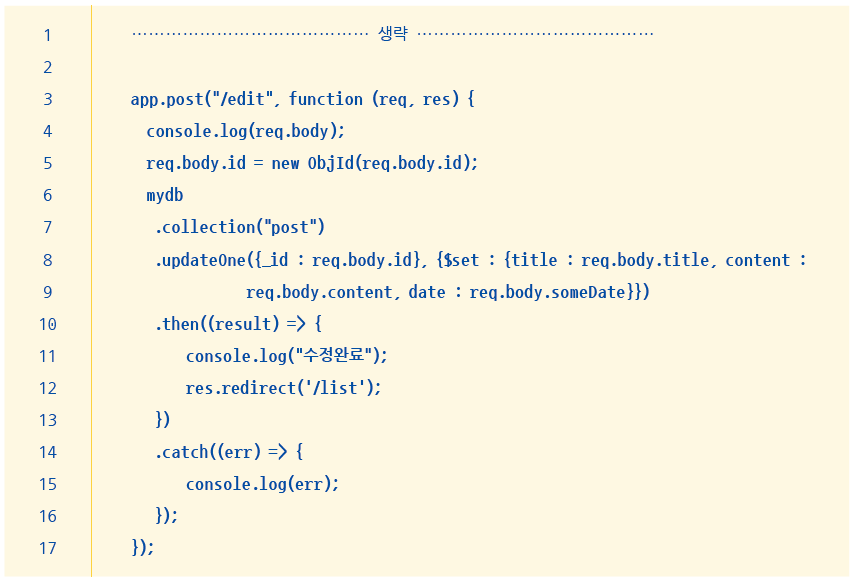 1 …………………………………… 생략 ……………………………………
2
3 app.post("/edit", function (req, res) {
4 console.log(req.body);
5 req.body.id = new ObjId(req.body.id);
6 mydb
7 .collection("post")
8 .updateOne({_id : req.body.id}, {$set : {title : req.body.title, content :
9 req.body.content, date : req.body.someDate}})
10 .then((result) => {
11 console.log("수정완료");
12 res.redirect('/list');
13 })
14 .catch((err) => {
15 console.log(err);
16 });
17 });